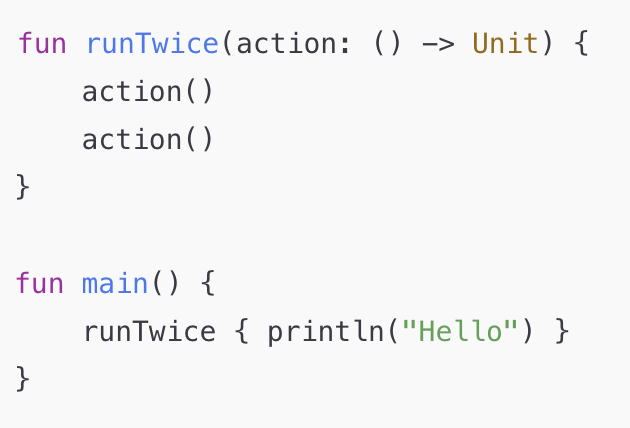 fun runTwice(action: () -> Unit) {
    action()
    action()
}

fun main() {
    runTwice { println("Hello") }
}